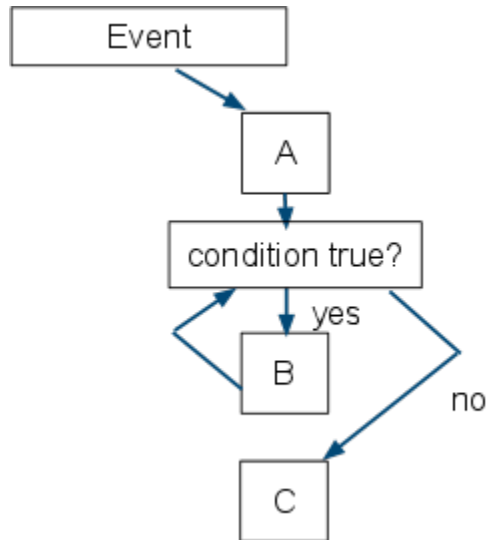 Event
A
condition true?
yes
B
no
C